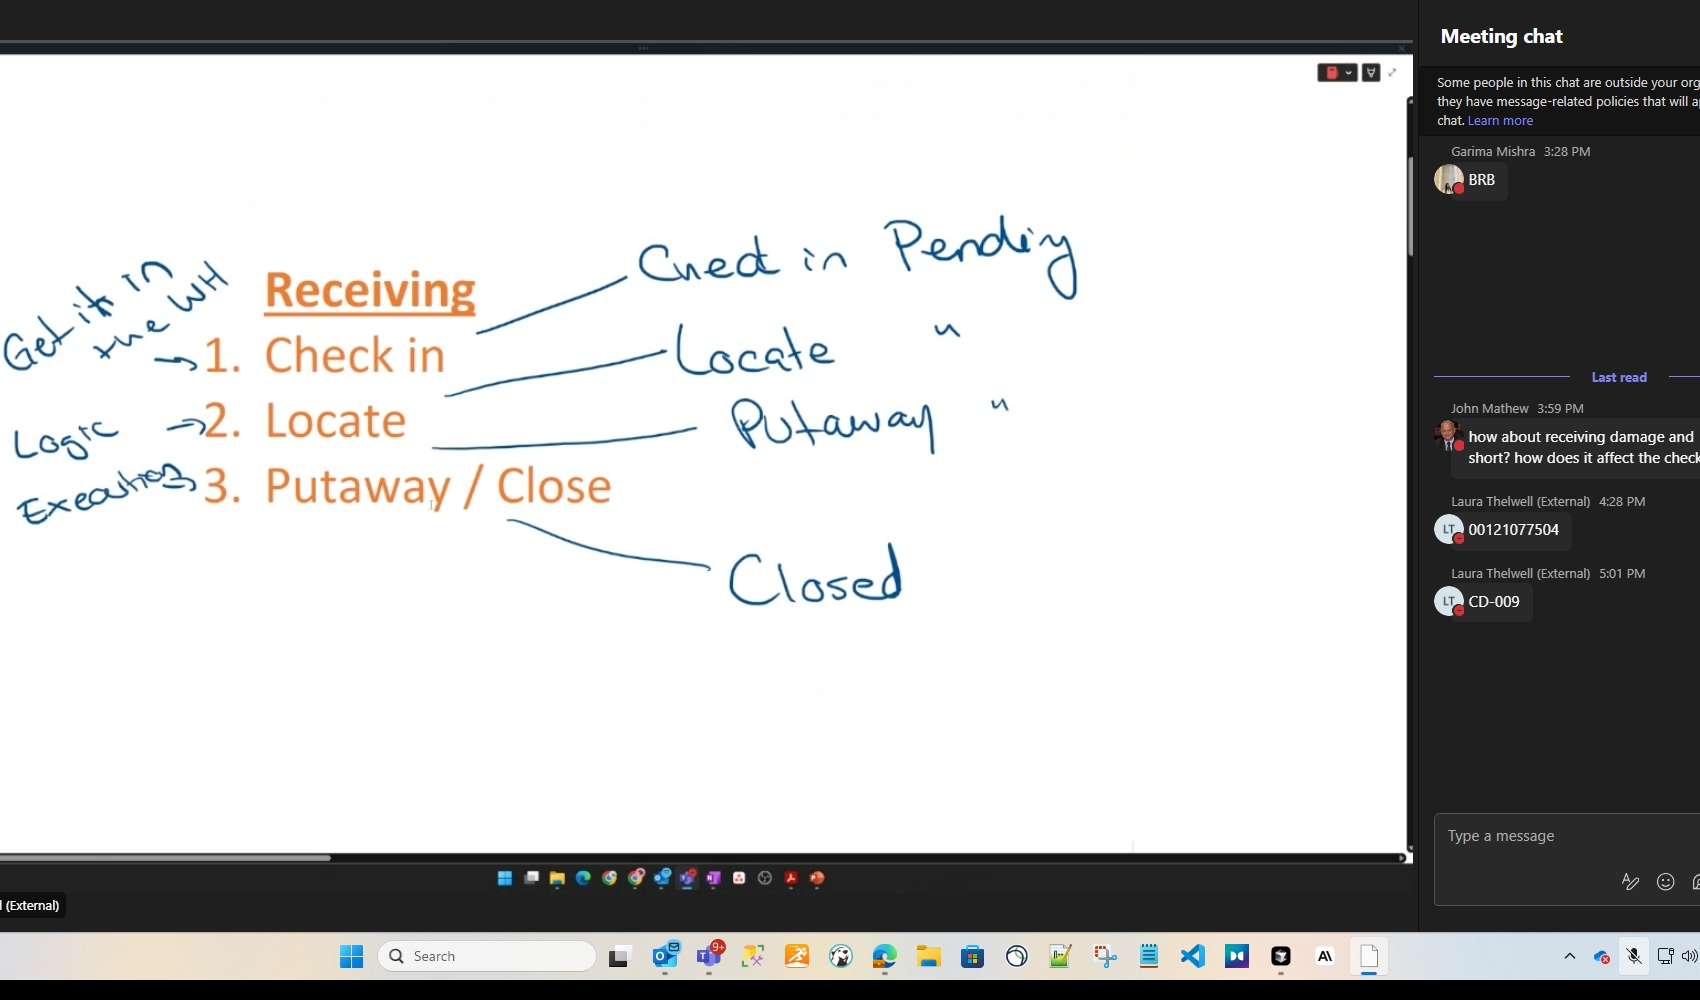 Meeting chat
Some people in this chat are outside your org
they have message-related policies that will a
chat. Learn more
Garima Mishra 3:28 PM
BRB
Last read
John Mathew 3:59 PM
how about receiving damage and
short? how does it affect the check
Laura Thelwell (External) 4:28 PM
LT 00121077504
Laura Thelwell (External) 5:01 PM
LT CD-009
Type a message
Get it in
the WH
Receiving
1. Check in
2. Locate
3. Putaway / Close
Logic
Execution
in Pending
Locate "
Putaway "
Closed
(External)
Search
9+